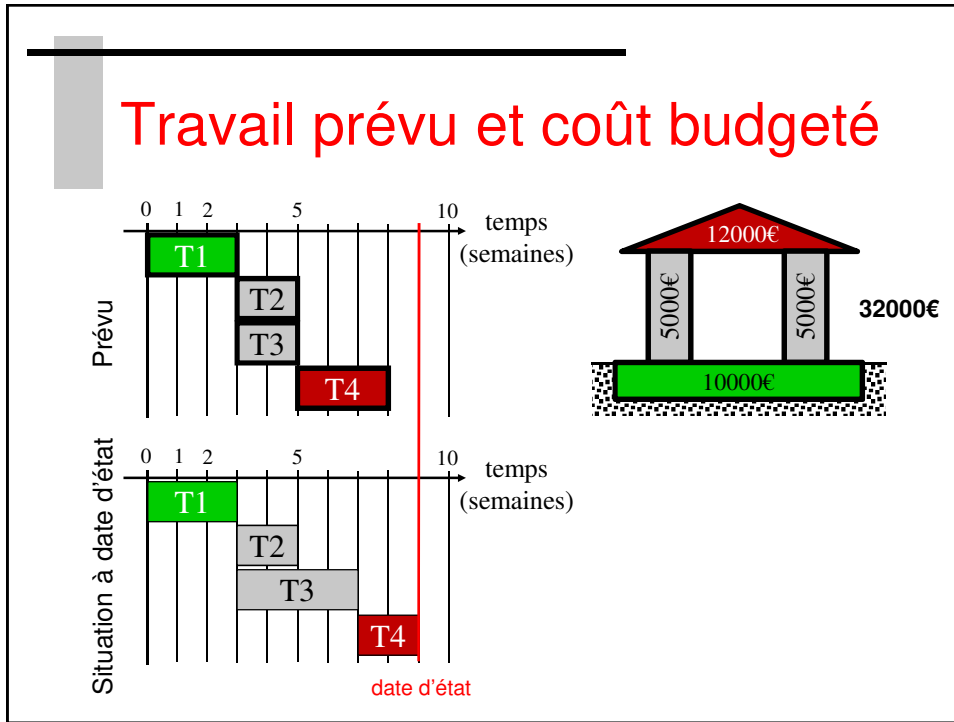 Travail prévu et coût budgeté
0 1 2 5 10 temps
(semaines)
T1
T2
T3
T4
Prévu
12000€
5000€ 5000€
32000€
10000€
0 1 2 5 10 temps
(semaines)
T1
T2
T3
T4
Situation à date d'état
date d'état